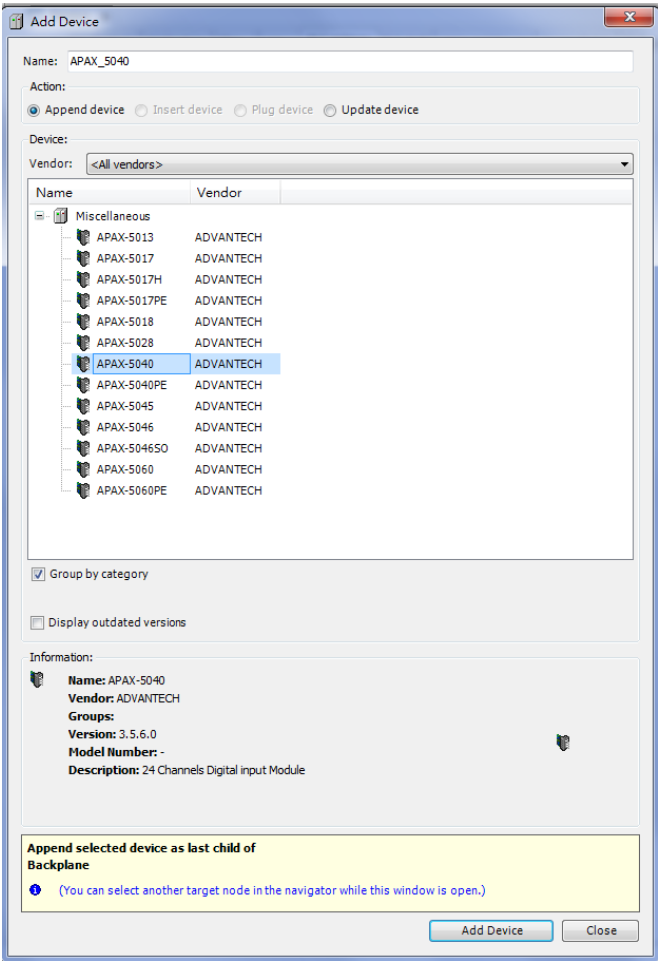 Add Device
Name: APAX_5040
Action:
Append device Insert device Plug device Update device
Device:
Vendor: <All vendors>
Name Vendor
Miscellaneous
APAX-5013 ADVANTECH
APAX-5017 ADVANTECH
APAX-5017H ADVANTECH
APAX-5017PE ADVANTECH
APAX-5018 ADVANTECH
APAX-5028 ADVANTECH
APAX-5040 ADVANTECH
APAX-5040PE ADVANTECH
APAX-5045 ADVANTECH
APAX-5046 ADVANTECH
APAX-5046SO ADVANTECH
APAX-5060 ADVANTECH
APAX-5060PE ADVANTECH
Group by category
Display outdated versions
Information:
Name: APAX-5040
Vendor: ADVANTECH
Groups:
Version: 3.5.6.0
Model Number: -
Description: 24 Channels Digital input Module
Append selected device as last child of
Backplane
(You can select another target node in the navigator while this window is open.)
Add Device Close